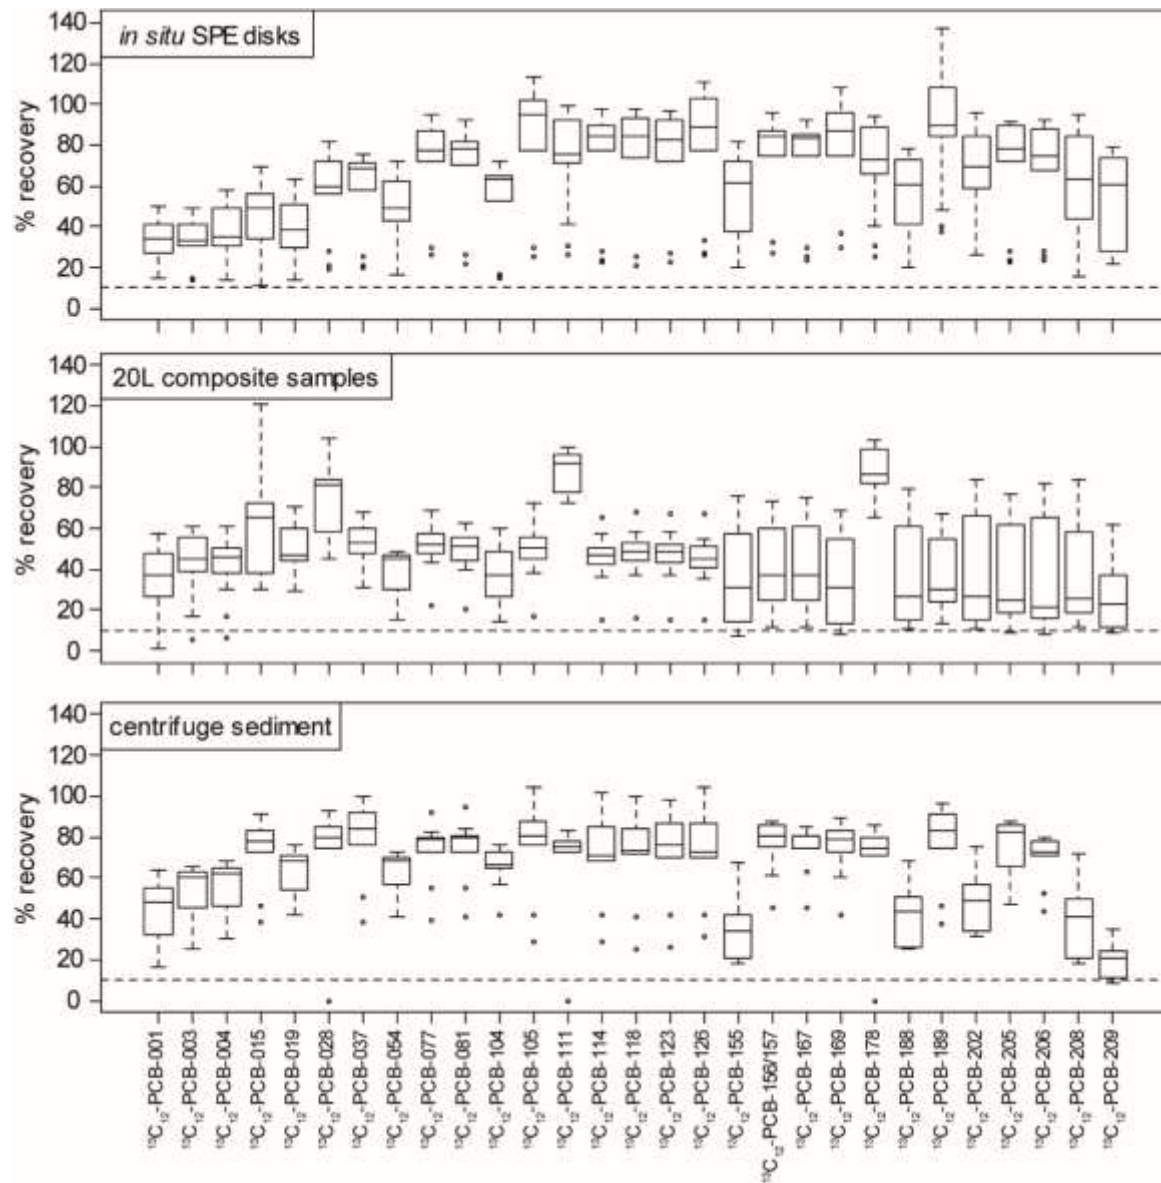 in situ SPE disks
% recovery
140
120
100
80
60
40
20
0
20L composite samples
% recovery
140
120
100
80
60
40
20
0
centrifuge sediment
% recovery
140
120
100
80
60
40
20
0
¹³C₁₂-PCB-001
¹³C₁₂-PCB-003
¹³C₁₂-PCB-004
¹³C₁₂-PCB-015
¹³C₁₂-PCB-019
¹³C₁₂-PCB-028
¹³C₁₂-PCB-037
¹³C₁₂-PCB-054
¹³C₁₂-PCB-077
¹³C₁₂-PCB-081
¹³C₁₂-PCB-104
¹³C₁₂-PCB-105
¹³C₁₂-PCB-111
¹³C₁₂-PCB-114
¹³C₁₂-PCB-118
¹³C₁₂-PCB-123
¹³C₁₂-PCB-126
¹³C₁₂-PCB-155
¹³C₁₂-PCB-156/157
¹³C₁₂-PCB-167
¹³C₁₂-PCB-169
¹³C₁₂-PCB-178
¹³C₁₂-PCB-188
¹³C₁₂-PCB-189
¹³C₁₂-PCB-202
¹³C₁₂-PCB-205
¹³C₁₂-PCB-206
¹³C₁₂-PCB-208
¹³C₁₂-PCB-209